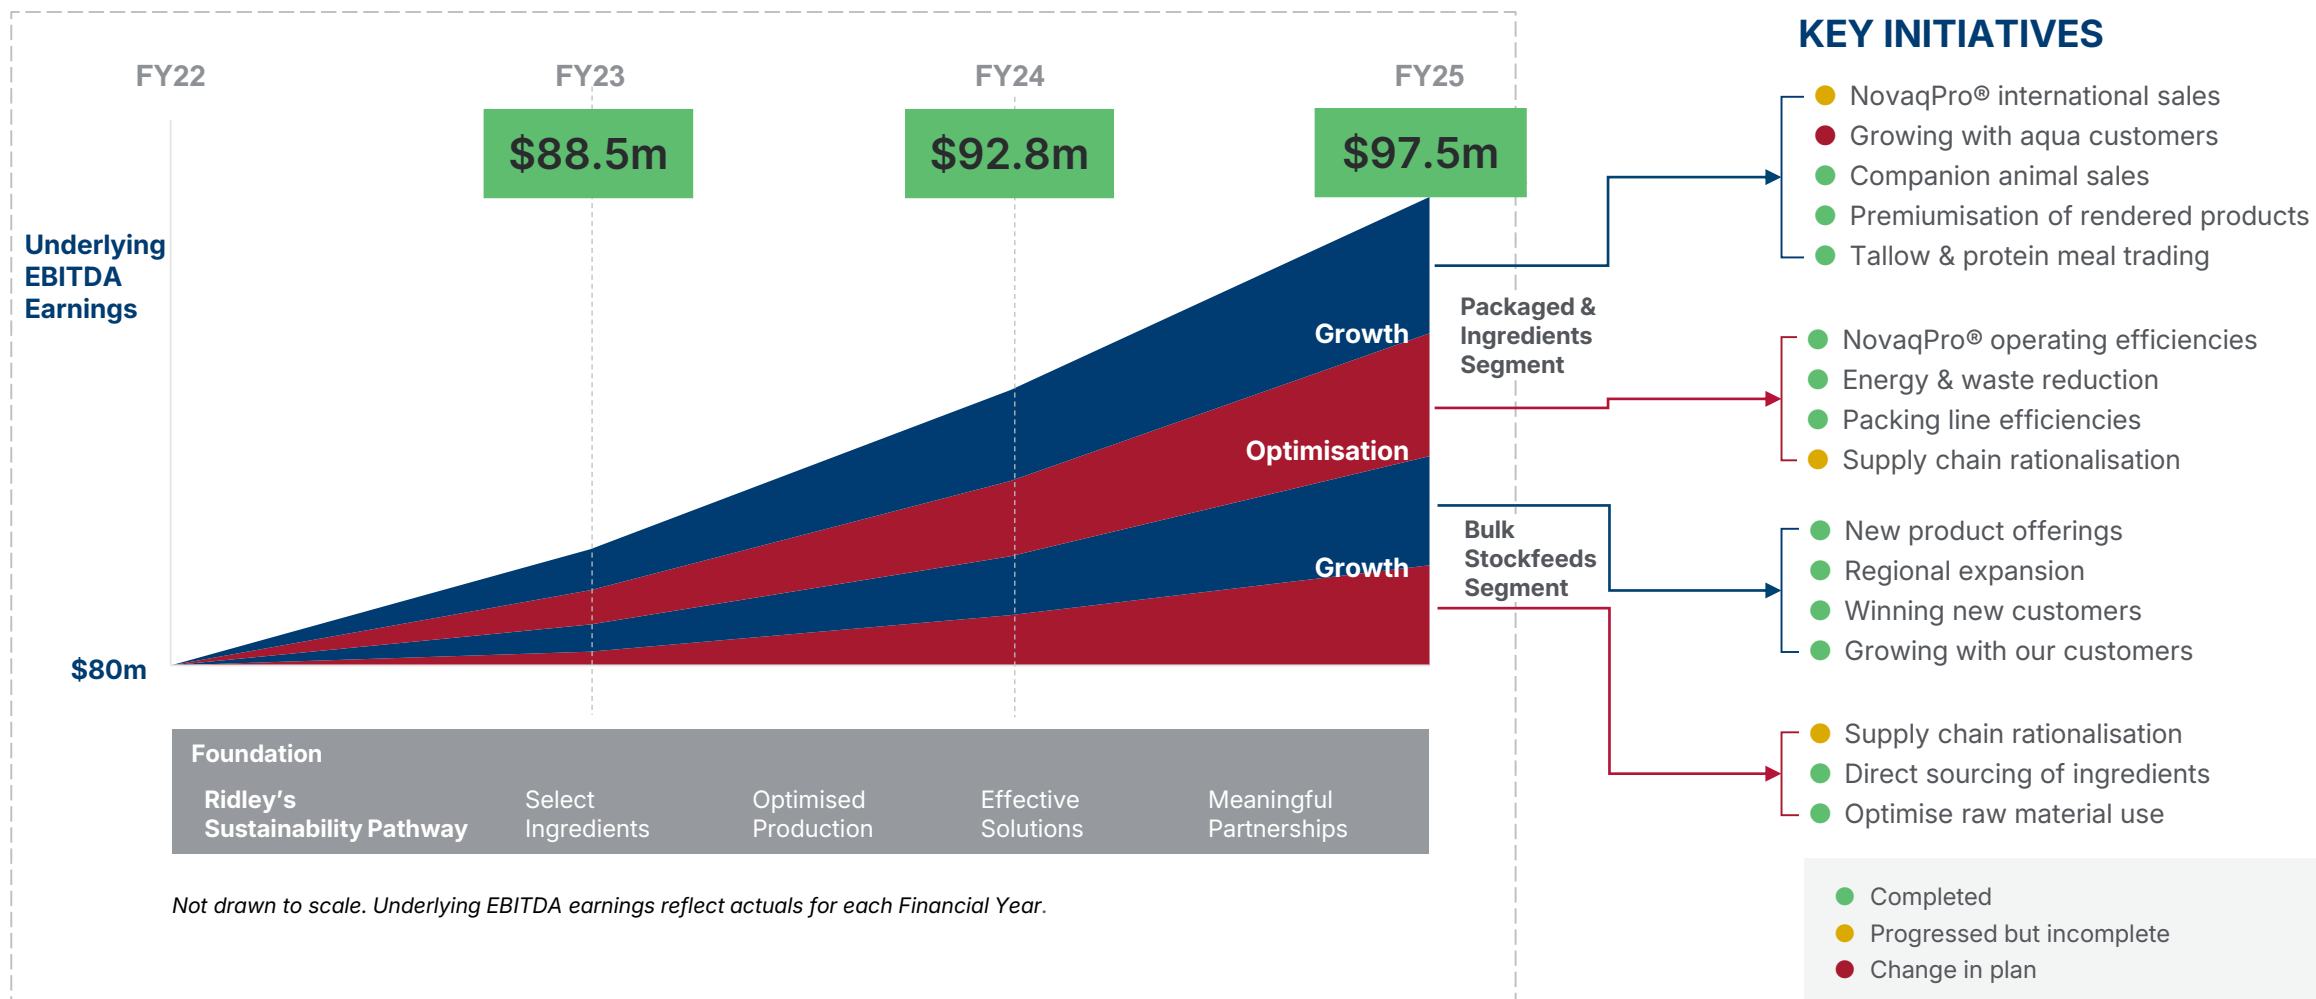 KEY INITIATIVES
FY22
FY23
FY24
FY25
$88.5m
$92.8m
$97.5m
Underlying
EBITDA
Earnings
$80m
Growth
Optimisation
Growth
Packaged &
Ingredients
Segment
Bulk
Stockfeeds
Segment
NovaqPro® international sales
Growing with aqua customers
Companion animal sales
Premiumisation of rendered products
Tallow & protein meal trading
NovaqPro® operating efficiencies
Energy & waste reduction
Packing line efficiencies
Supply chain rationalisation
New product offerings
Regional expansion
Winning new customers
Growing with our customers
Supply chain rationalisation
Direct sourcing of ingredients
Optimise raw material use
Foundation
Ridley’s
Sustainability Pathway
Select
Ingredients
Optimised
Production
Effective
Solutions
Meaningful
Partnerships
Not drawn to scale. Underlying EBITDA earnings reflect actuals for each Financial Year.
Completed
Progressed but incomplete
Change in plan